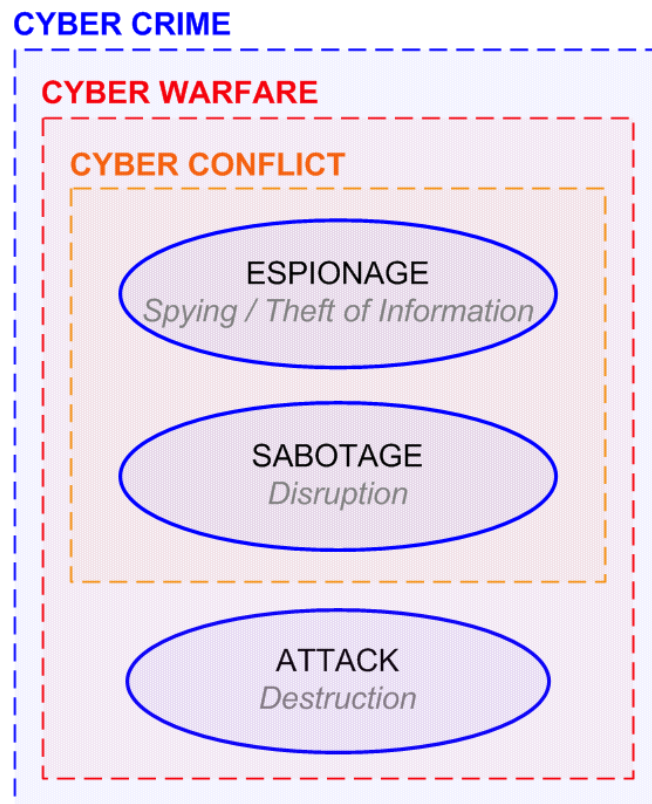 CYBER CRIME
CYBER WARFARE
CYBER CONFLICT
ESPIONAGE
Spying / Theft of Information
SABOTAGE
Disruption
ATTACK
Destruction